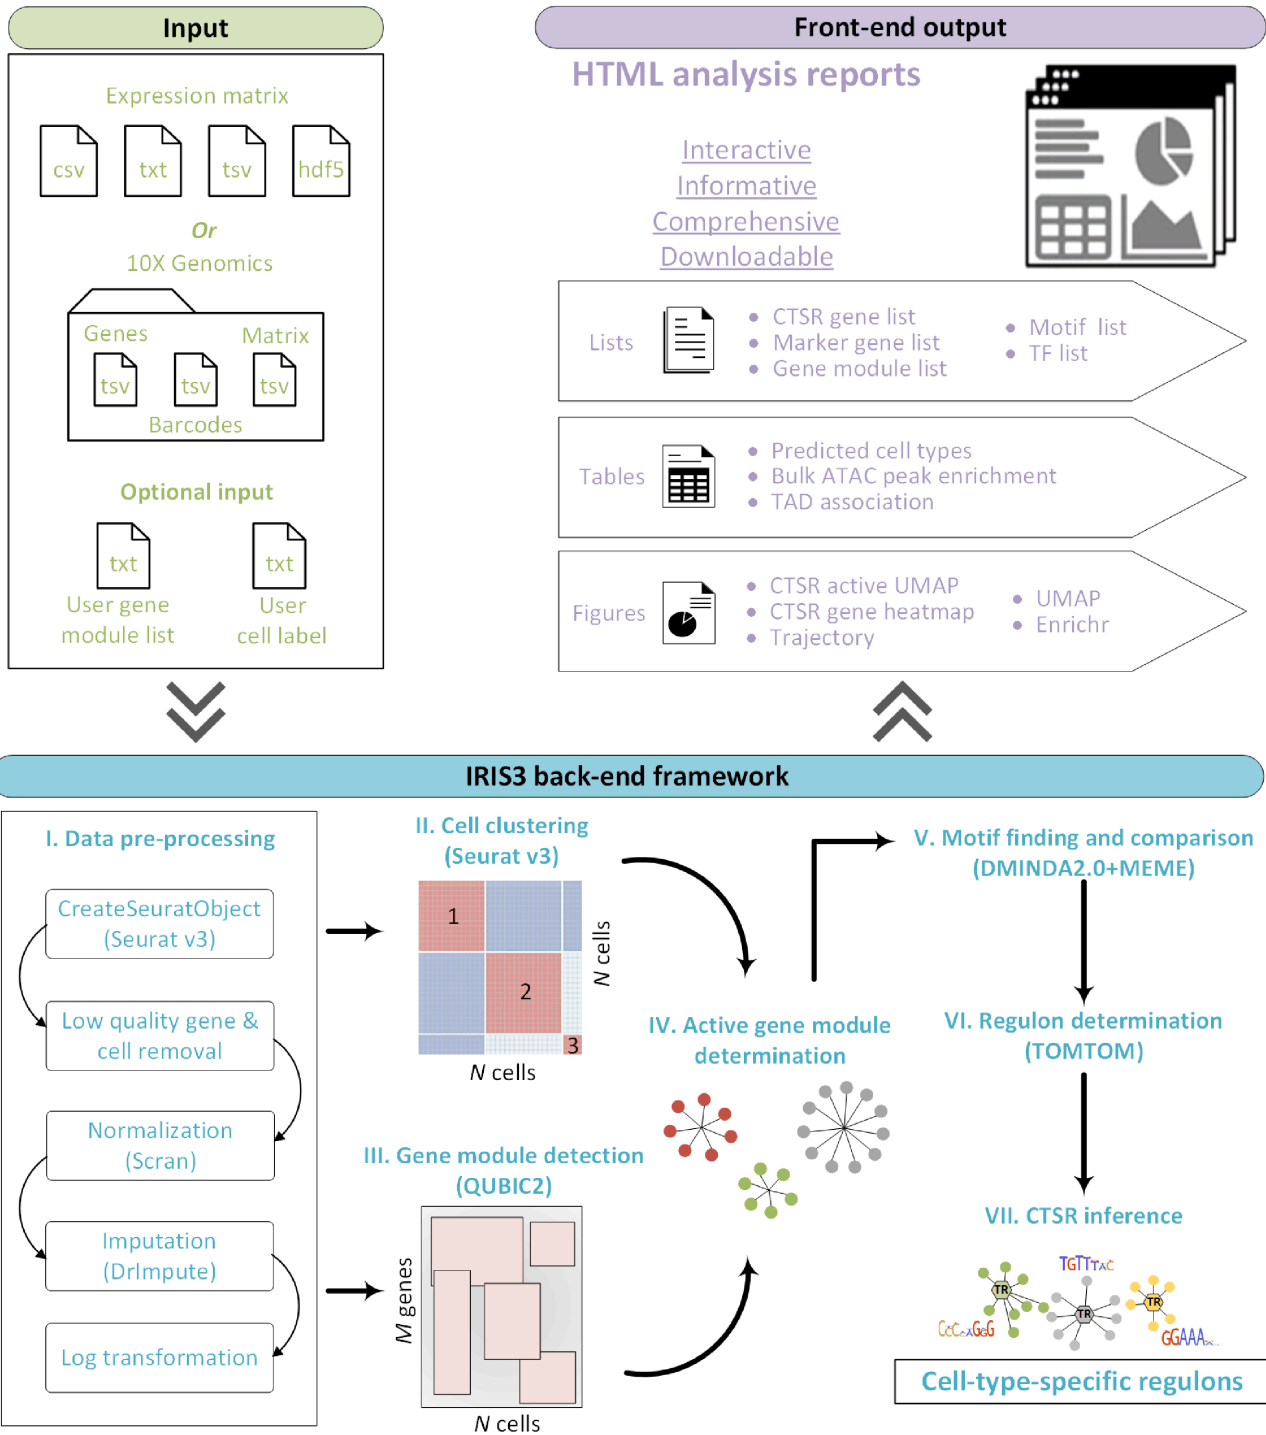 Input
Expression matrix
csv
txt
tsv
hdf5
Or
10X Genomics
Genes
Matrix
tsv
tsv
tsv
Barcodes
Optional input
txt
txt
User gene
module list
User
cell label
Front-end output
HTML analysis reports
Interactive
Informative
Comprehensive
Downloadable
Lists
• CTSR gene list
• Marker gene list
• Gene module list
• Motif list
• TF list
Tables
• Predicted cell types
• Bulk ATAC peak enrichment
• TAD association
Figures
• CTSR active UMAP
• CTSR gene heatmap
• Trajectory
• UMAP
• Enrichr
IRIS3 back-end framework
I. Data pre-processing
CreateSeuratObject
(Seurat v3)
Low quality gene &
cell removal
Normalization
(Scran)
Imputation
(DrImpute)
Log transformation
II. Cell clustering
(Seurat v3)
1
2
3
N cells
N cells
III. Gene module detection
(QUBIC2)
M genes
N cells
IV. Active gene module
determination
V. Motif finding and comparison
(DMINDA2.0+MEME)
VI. Regulon determination
(TOMTOM)
VII. CTSR inference
TGTTTAC
TR
TR
TR
GGAAA
Cell-type-specific regulons